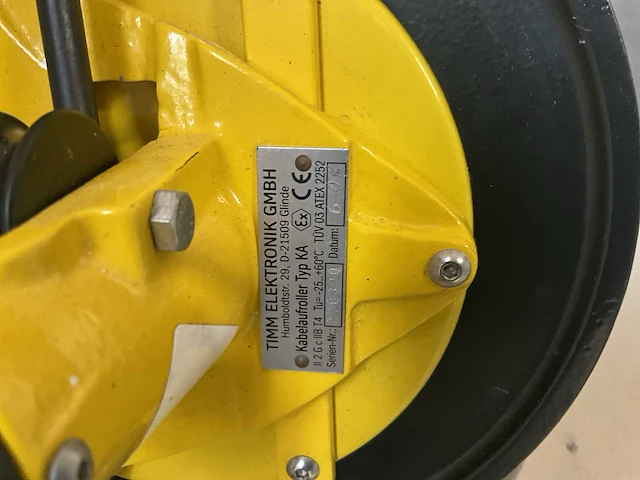 TIMM ELEKTRONIK GMBH
Humboldtstr. 29, D-21509 Glinde
Kabelaufroller Typ KA Ex CE
II 2 G c IIB T4 Tu= -25..+60°C TÜV 03 ATEX 2252
Serien-Nr.: Datum: